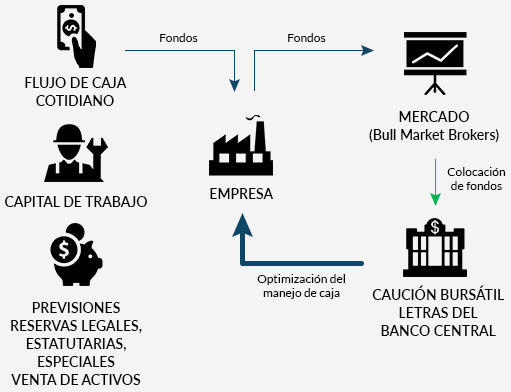 Fondos
Fondos
FLUJO DE CAJA
COTIDIANO
MERCADO
(Bull Market Brokers)
Colocación
de fondos
CAPITAL DE TRABAJO
EMPRESA
Optimización del
manejo de caja
CAUCIÓN BURSÁTIL
LETRAS DEL
BANCO CENTRAL
PREVISIONES
RESERVAS LEGALES,
ESTATUTARIAS,
ESPECIALES
VENTA DE ACTIVOS